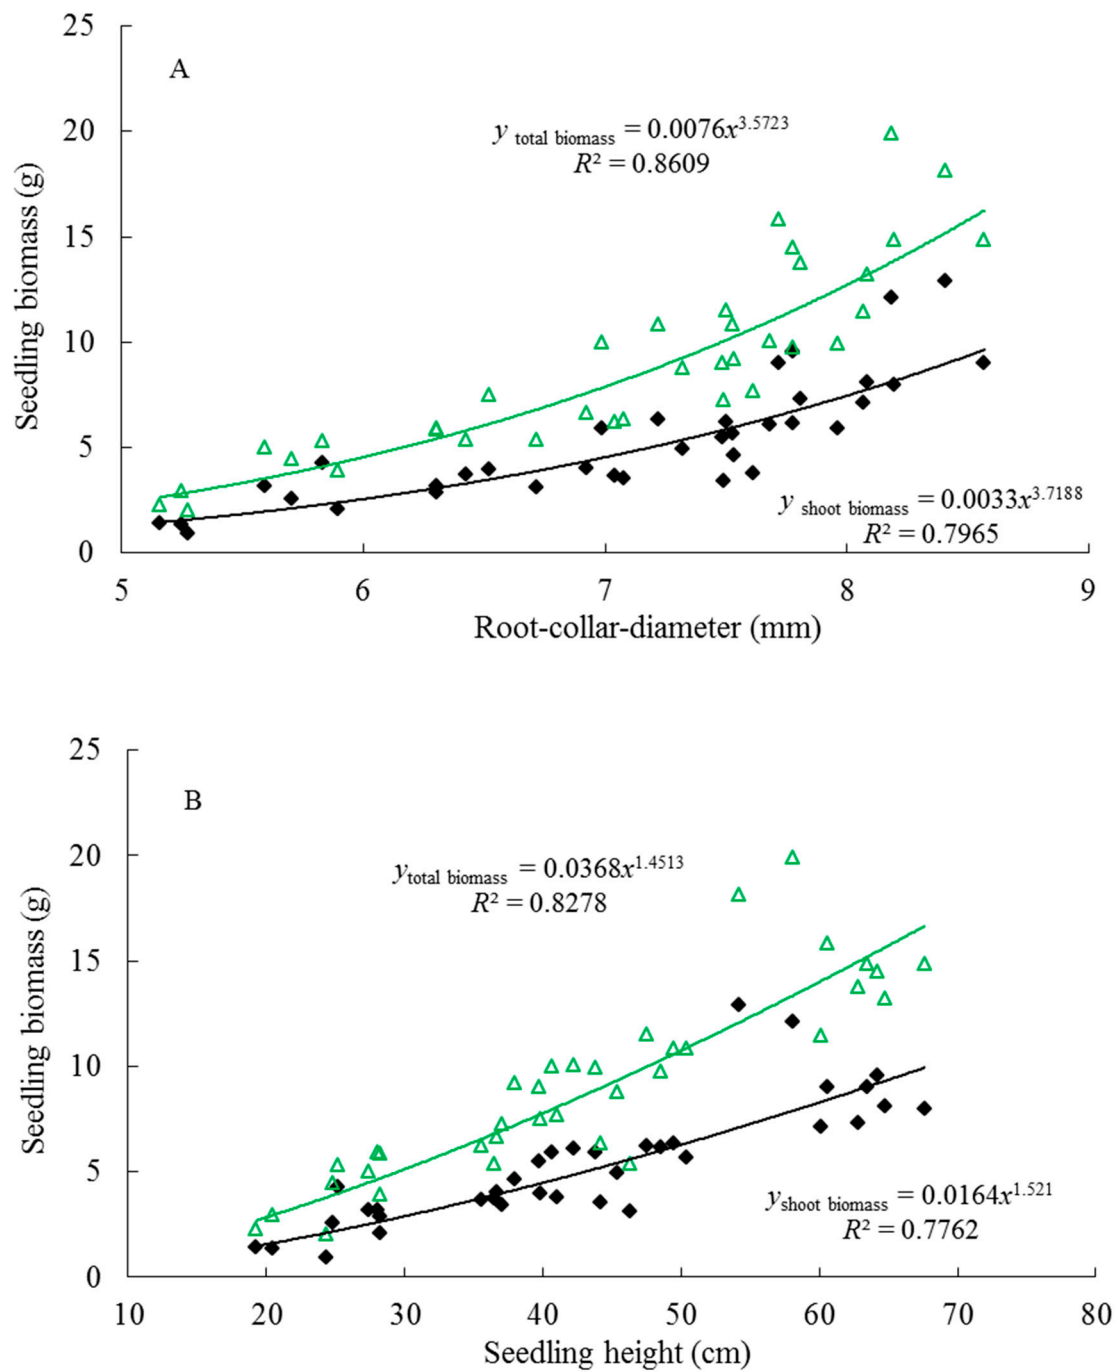 25
A
20
y total biomass = 0.0076x^3.5723
R² = 0.8609
15
10
5
y shoot biomass = 0.0033x^3.7188
R² = 0.7965
0
5 6 7 8 9
Seedling biomass (g)
Root-collar-diameter (mm)
25
B
20
y total biomass = 0.0368x^1.4513
R² = 0.8278
15
10
5
y shoot biomass = 0.0164x^1.521
R² = 0.7762
0
10 20 30 40 50 60 70 80
Seedling biomass (g)
Seedling height (cm)